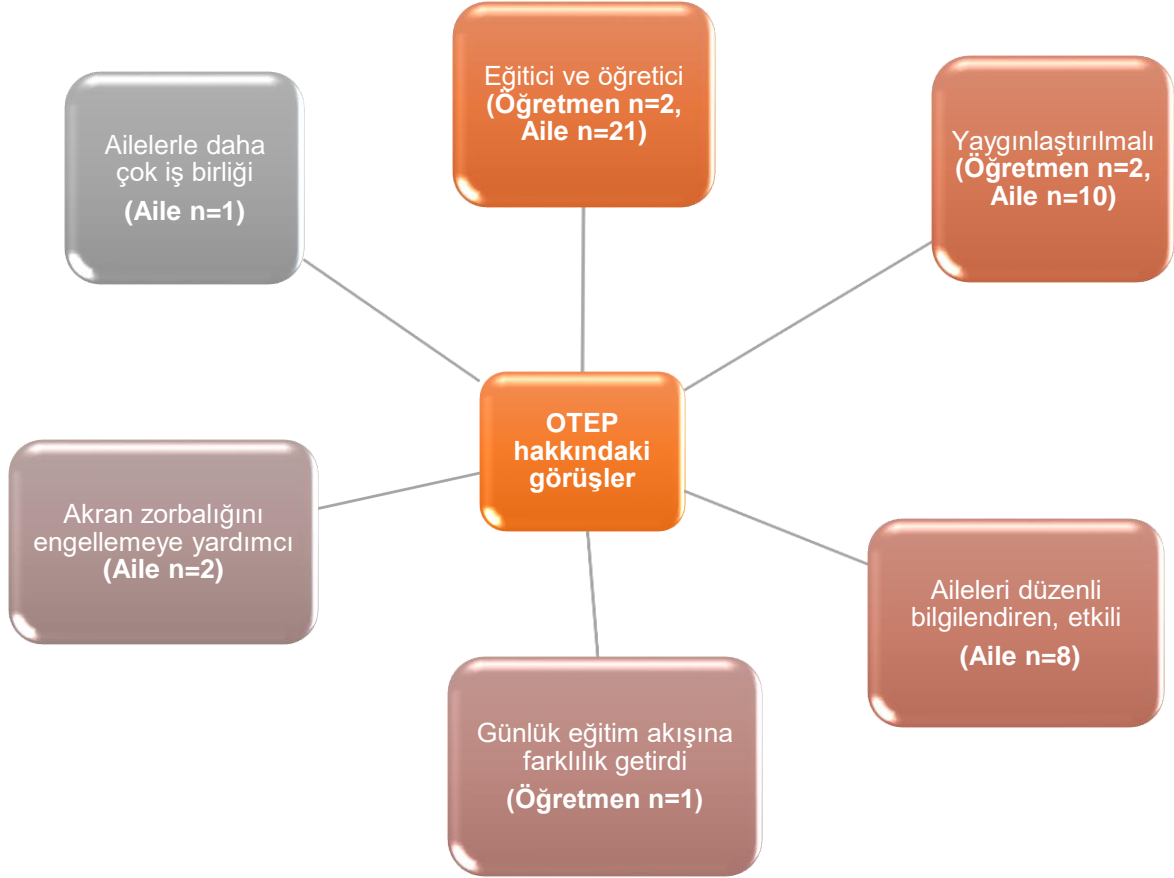 Eğitici ve öğretici
(Öğretmen n=2,
Aile n=21)
Ailelerle daha
çok iş birliği
(Aile n=1)
Yaygınlaştırılmalı
(Öğretmen n=2,
Aile n=10)
OTEP
hakkındaki
görüşler
Akran zorbalığını
engellemeye yardımcı
(Aile n=2)
Aileleri düzenli
bilgilendiren, etkili
(Aile n=8)
Günlük eğitim akışına
farklılık getirdi
(Öğretmen n=1)